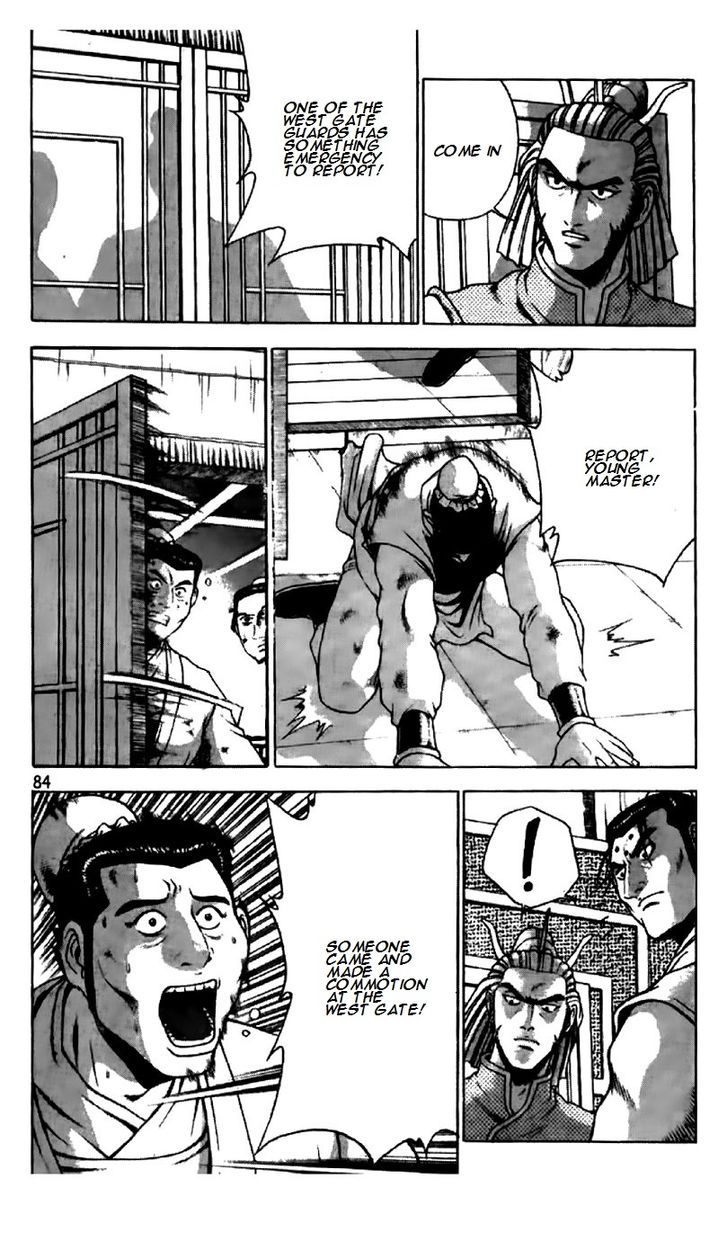 ONE OF THE
WEST GATE
GUARDS HAS
SOMETHING
EMERGENCY
TO REPORT!
COME IN
REPORT,
YOUNG
MASTER!
84
SOMEONE
CAME AND
MADE A
COMMOTION
AT THE
WEST GATE!
!